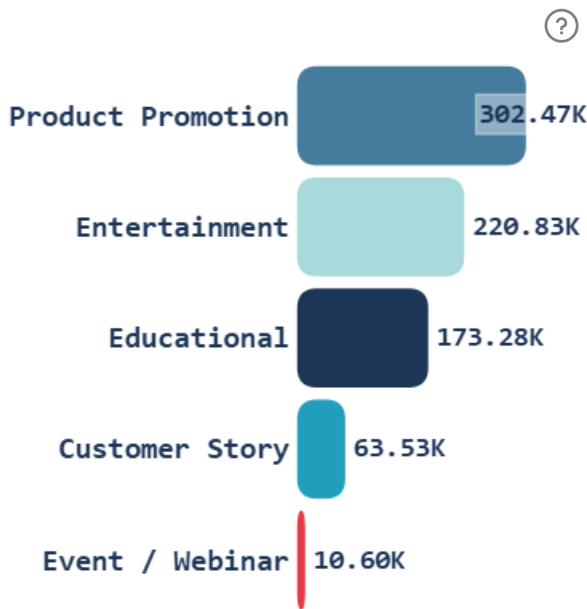 ?
Product Promotion 302.47K
Entertainment 220.83K
Educational 173.28K
Customer Story 63.53K
Event / Webinar 10.60K